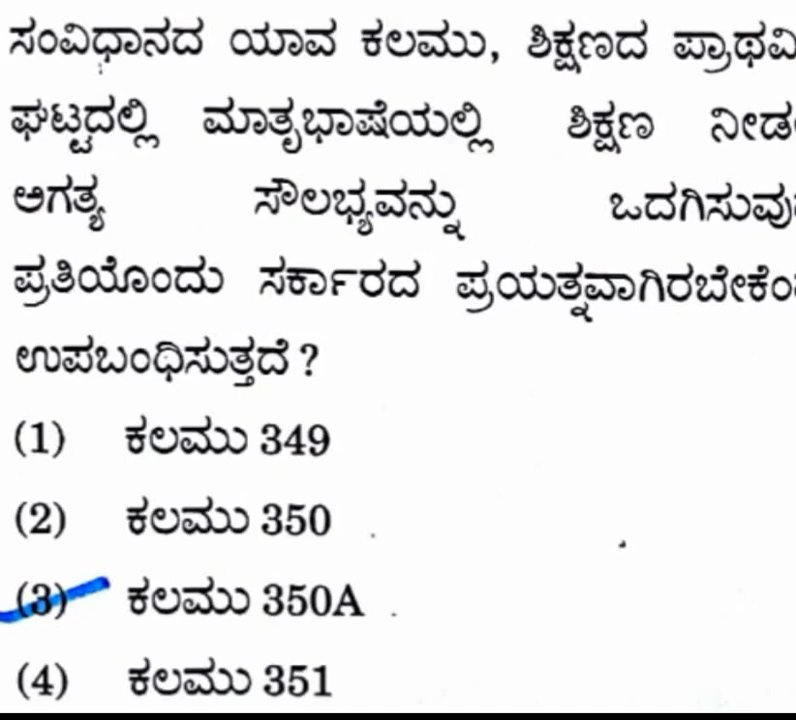 ಸಂವಿಧಾನದ ಯಾವ ಕಲಮು, ಶಿಕ್ಷಣದ
ಘಟ್ಟದಲ್ಲಿ ಮಾತೃಭಾಷೆಯಲ್ಲಿ ಶಿಕ್ಷಣ
ಅಗತ್ಯ ಸೌಲಭ್ಯವನ್ನು
ಪ್ರತಿಯೊಂದು ಸರ್ಕಾರದ
ಉಪಬಂಧಿಸುತ್ತದೆ ?
(1) ಕಲಮು 349
(2) ಕಲಮು 350
(3) ಕಲಮು 350A
(4) ಕಲಮು 351